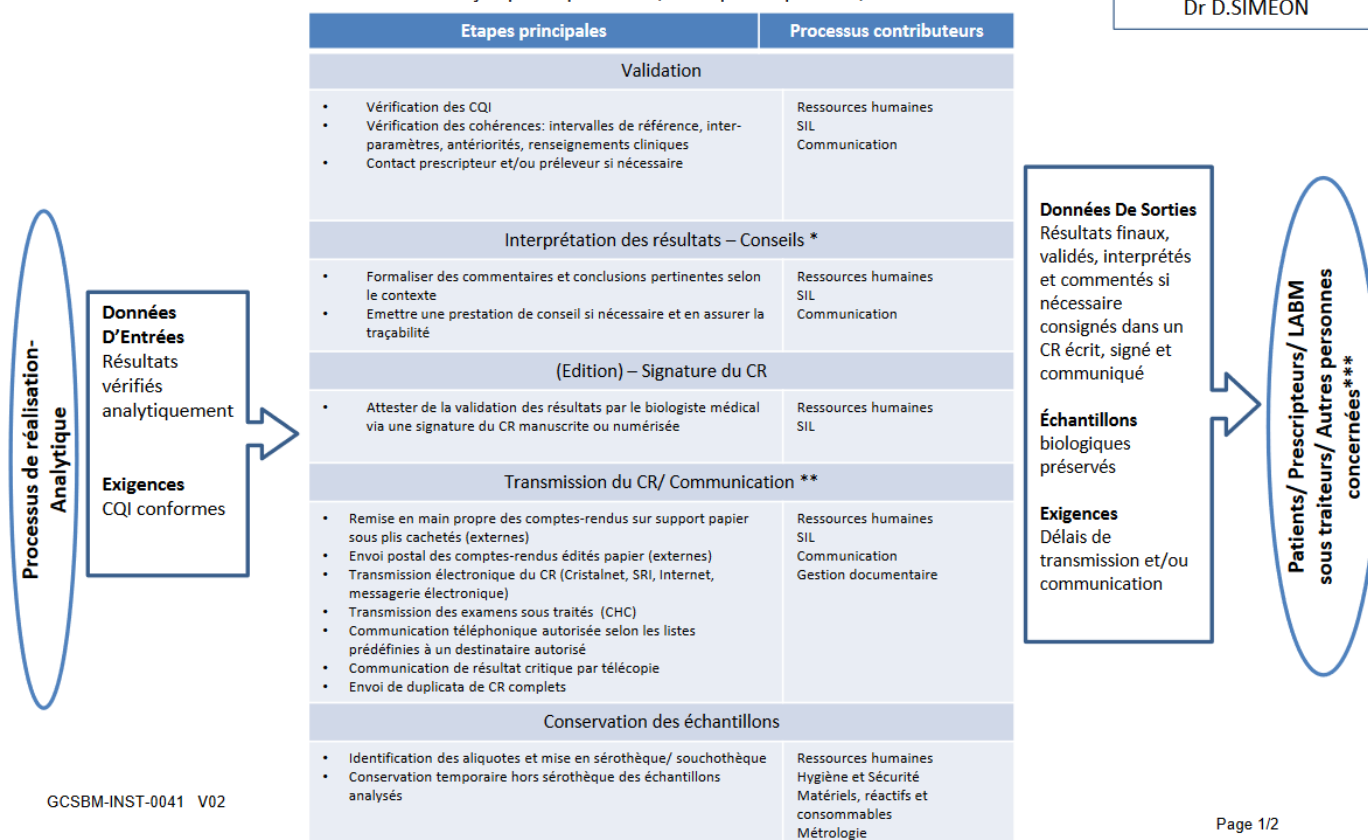 Dr D.SIMEON
Etapes principales
Processus contributeurs
Validation
• Vérification des CQI
• Vérification des cohérences: intervalles de référence, inter-
paramètres, antériorités, renseignements cliniques
• Contact prescripteur et/ou préleveur si nécessaire
Ressources humaines
SIL
Communication
Interprétation des résultats – Conseils *
• Formaliser des commentaires et conclusions pertinentes selon
le contexte
• Emettre une prestation de conseil si nécessaire et en assurer la
traçabilité
Ressources humaines
SIL
Communication
(Edition) – Signature du CR
• Attester de la validation des résultats par le biologiste médical
via une signature du CR manuscrite ou numérisée
Ressources humaines
SIL
Transmission du CR/ Communication **
• Remise en main propre des comptes-rendus sur support papier
sous plis cachetés (externes)
• Envoi postal des comptes-rendus édités papier (externes)
• Transmission électronique du CR (Cristalnet, SRI, Internet,
messagerie électronique)
• Transmission des examens sous traités (CHC)
• Communication téléphonique autorisée selon les listes
prédéfinies à un destinataire autorisé
• Communication de résultat critique par télécopie
• Envoi de duplicata de CR complets
Ressources humaines
SIL
Communication
Gestion documentaire
Conservation des échantillons
• Identification des aliquotes et mise en sérothèque/ souchothèque
• Conservation temporaire hors sérothèque des échantillons
analysés
Ressources humaines
Hygiène et Sécurité
Matériels, réactifs et
consommables
Métrologie
Processus de réalisation-
Analytique
Données
D’Entrées
Résultats
vérifiés
analytiquement
Exigences
CQI conformes
Données De Sorties
Résultats finaux,
validés, interprétés
et commentés si
nécessaire
consignés dans un
CR écrit, signé et
communiqué
Échantillons
biologiques
préservés
Exigences
Délais de
transmission et/ou
communication
Patients/ Prescripteurs/ LABM
sous traiteurs/ Autres personnes
concernées***
GCSBM-INST-0041 V02
Page 1/2